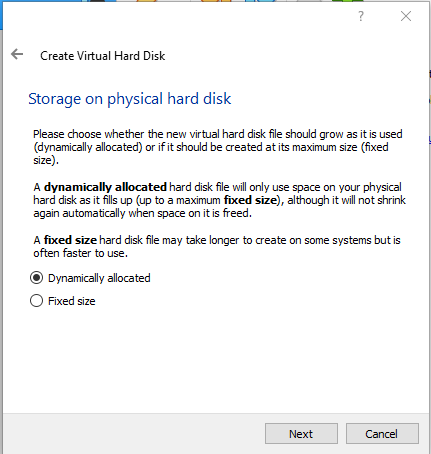 Create Virtual Hard Disk
Storage on physical hard disk
Please choose whether the new virtual hard disk file should grow as it is used
(dynamically allocated) or if it should be created at its maximum size (fixed
size).
A dynamically allocated hard disk file will only use space on your physical
hard disk as it fills up (up to a maximum fixed size), although it will not shrink
again automatically when space on it is freed.
A fixed size hard disk file may take longer to create on some systems but is
often faster to use.
Dynamically allocated
Fixed size
Next Cancel